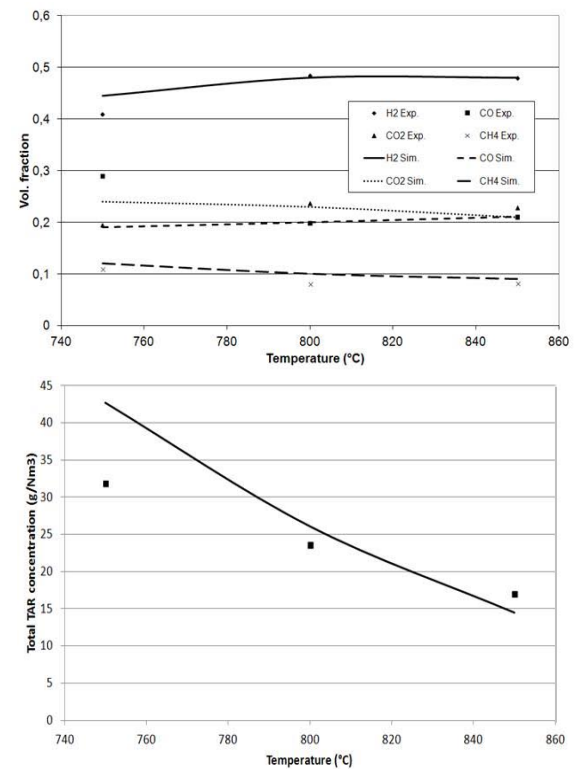 0,6
0,5
0,4
0,3
0,2
0,1
0
Vol. fraction
H2 Exp. CO Exp.
CO2 Exp. CH4 Exp.
H2 Sim. CO Sim.
CO2 Sim. CH4 Sim.
740 760 780 800 820 840 860
Temperature (°C)
45
40
35
30
25
20
15
10
5
0
Total TAR concentration (g/Nm3)
740 760 780 800 820 840 860
Temperature (°C)